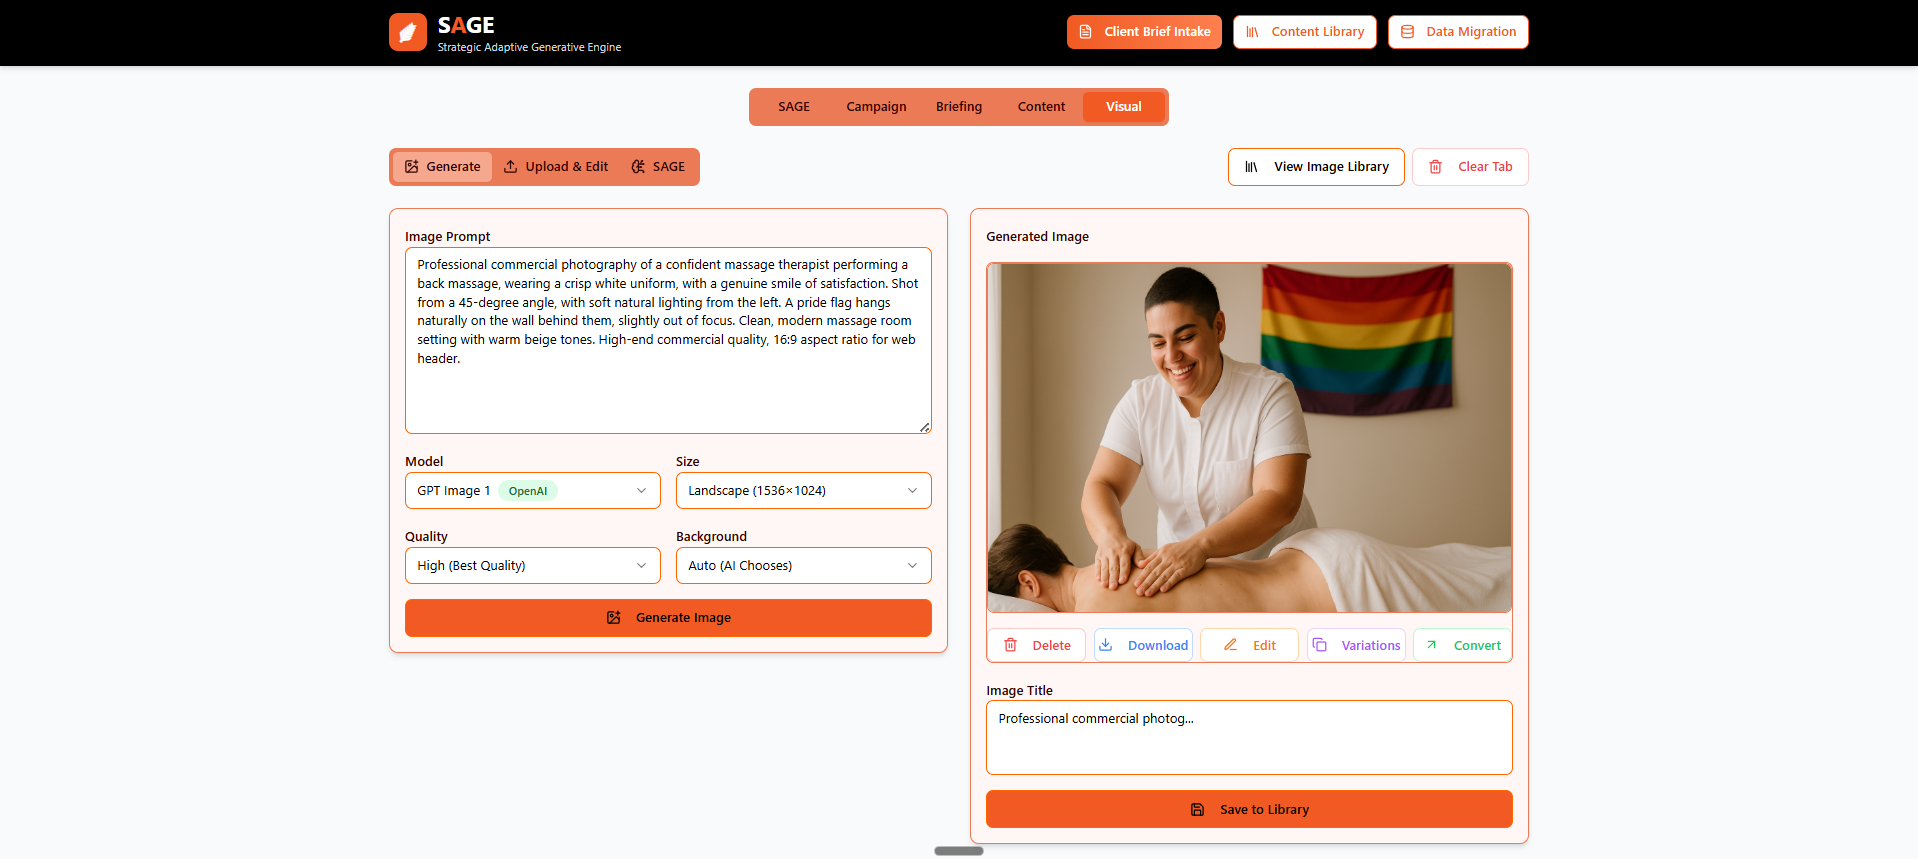 SAGE
Strategic Adaptive Generative Engine
Client Brief Intake
Content Library
Data Migration
SAGE
Campaign
Briefing
Content
Visual
Generate
Upload & Edit
SAGE
View Image Library
Clear Tab
Image Prompt
Professional commercial photography of a confident massage therapist performing a
back massage, wearing a crisp white uniform, with a genuine smile of satisfaction. Shot
from a 45-degree angle, with soft natural lighting from the left. A pride flag hangs
naturally on the wall behind them, slightly out of focus. Clean, modern massage room
setting with warm beige tones. High-end commercial quality, 16:9 aspect ratio for web
header.
Model
GPT Image 1 OpenAI
Size
Landscape (1536×1024)
Quality
High (Best Quality)
Background
Auto (AI Chooses)
Generate Image
Generated Image
Delete
Download
Edit
Variations
Convert
Image Title
Professional commercial photog...
Save to Library